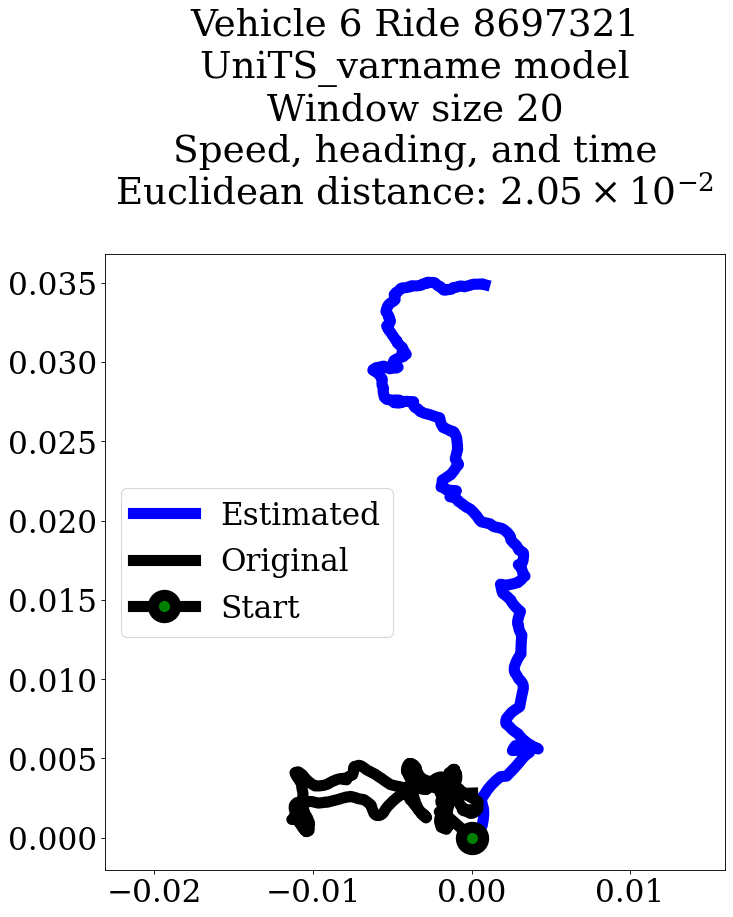 Vehicle 6 Ride 8697321
UniTS_varname model
Window size 20
Speed, heading, and time
Euclidean distance: 2.05 × 10⁻²
0.035
0.030
0.025
0.020
0.015
0.010
0.005
0.000
Estimated
Original
Start
−0.02
−0.01
0.00
0.01